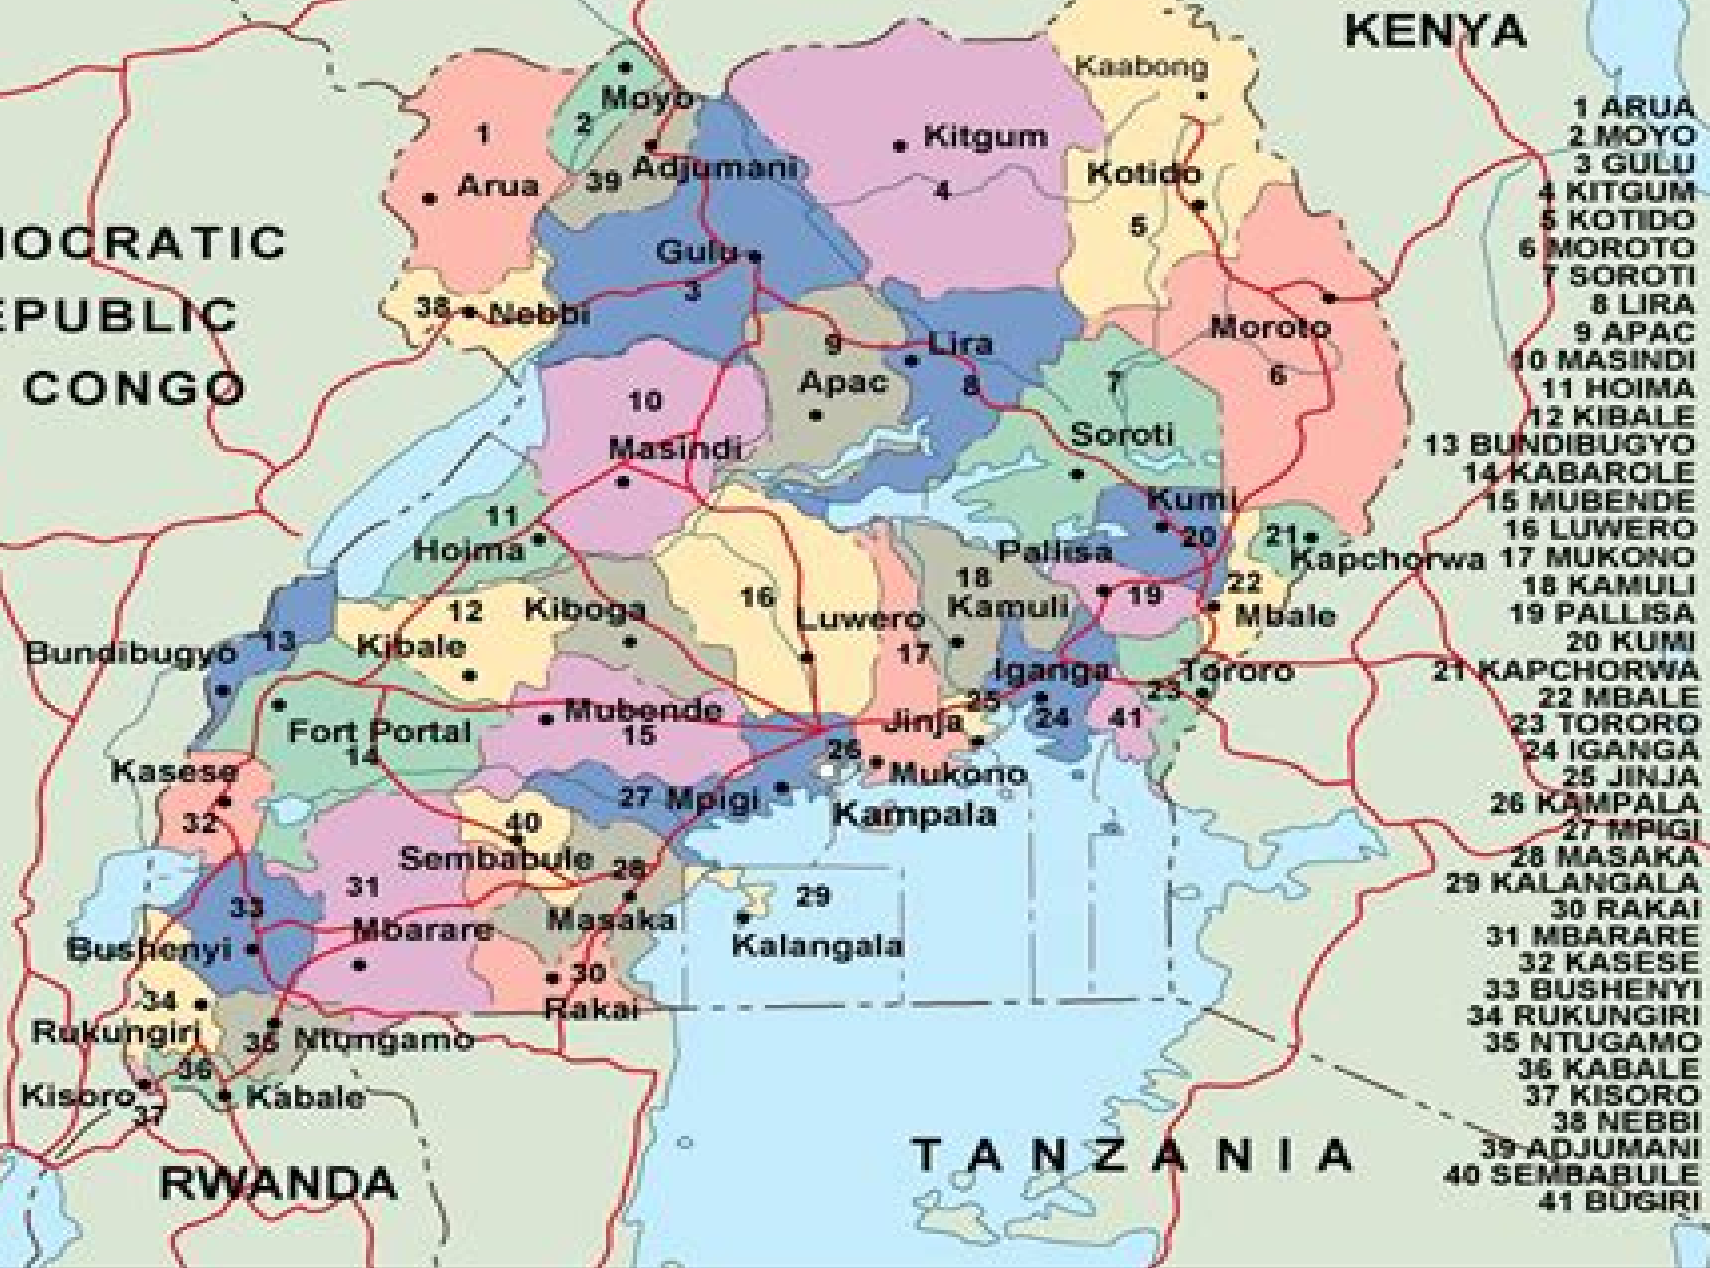 KENYA
Kaabong
Moyo
1
2
Kitgum
Adjumani
Kotido
39
Arua
4
5
MOCRATIC
Gulu
3
38
Nebbi
EPUBLIC
Moroto
9
Lira
6
CONGO
Apac
8
7
10
Soroti
Masindi
Kumi
11
20
21
Hoima
Pallisa
Kapchorwa
18
22
12
Kiboga
16
Kamuli
19
Luwero
Mbale
Kibale
13
Bundibugyo
17
Iganga
Tororo
25
23
Mubende
Jinja
24
41
Fort Portal
15
26
14
Kasese
Mukono
27 Mpigi
Kampala
32
40
Sembabule
28
31
29
33
Masaka
Mbarare
Kalangala
Bushenyi
30
34
Rakai
Rukungiri
35
Ntungamo
36
Kisoro
Kabale
37
TANZANIA
RWANDA
1 ARUA
2 MOYO
3 GULU
4 KITGUM
5 KOTIDO
6 MOROTO
7 SOROTI
8 LIRA
9 APAC
10 MASINDI
11 HOIMA
12 KIBALE
13 BUNDIBUGYO
14 KABAROLE
15 MUBENDE
16 LUWERO
17 MUKONO
18 KAMULI
19 PALLISA
20 KUMI
21 KAPCHORWA
22 MBALE
23 TORORO
24 IGANGA
25 JINJA
26 KAMPALA
27 MPIGI
28 MASAKA
29 KALANGALA
30 RAKAI
31 MBARARE
32 KASESE
33 BUSHENYI
34 RUKUNGIRI
35 NTUGAMO
36 KABALE
37 KISORO
38 NEBBI
39 ADJUMANI
40 SEMBABULE
41 BUGIRI